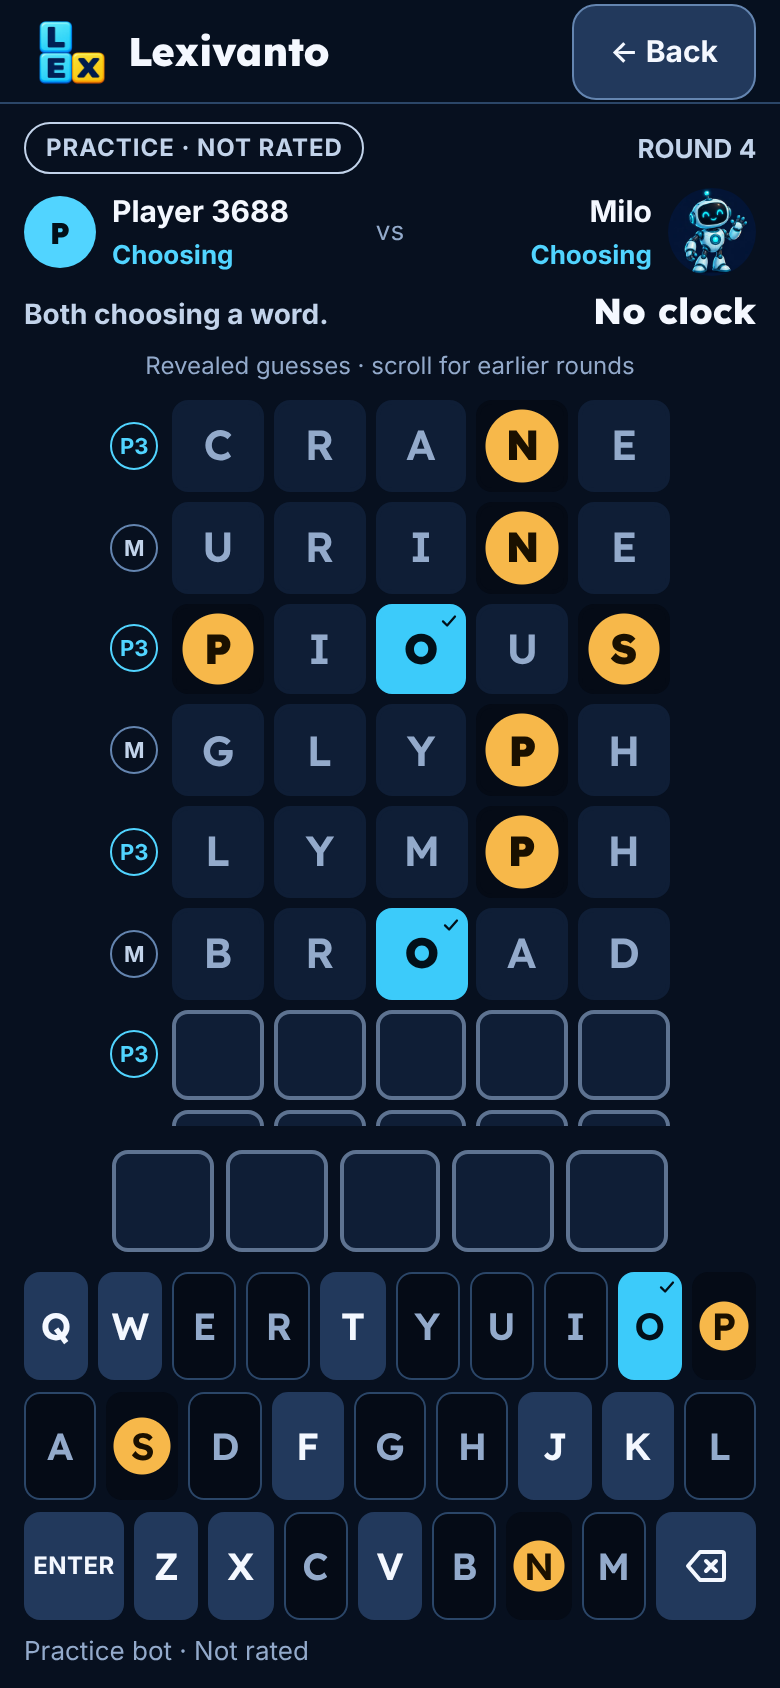 L
E X
Lexivanto
← Back
PRACTICE · NOT RATED
ROUND 4
P
Player 3688
Choosing
vs
Milo
Choosing
Both choosing a word.
No clock
Revealed guesses · scroll for earlier rounds
P3 C R A N E
M U R I N E
P3 P I O U S
M G L Y P H
P3 L Y M P H
M B R O A D
P3
Q W E R T Y U I O P
A S D F G H J K L
ENTER Z X C V B N M
Practice bot · Not rated